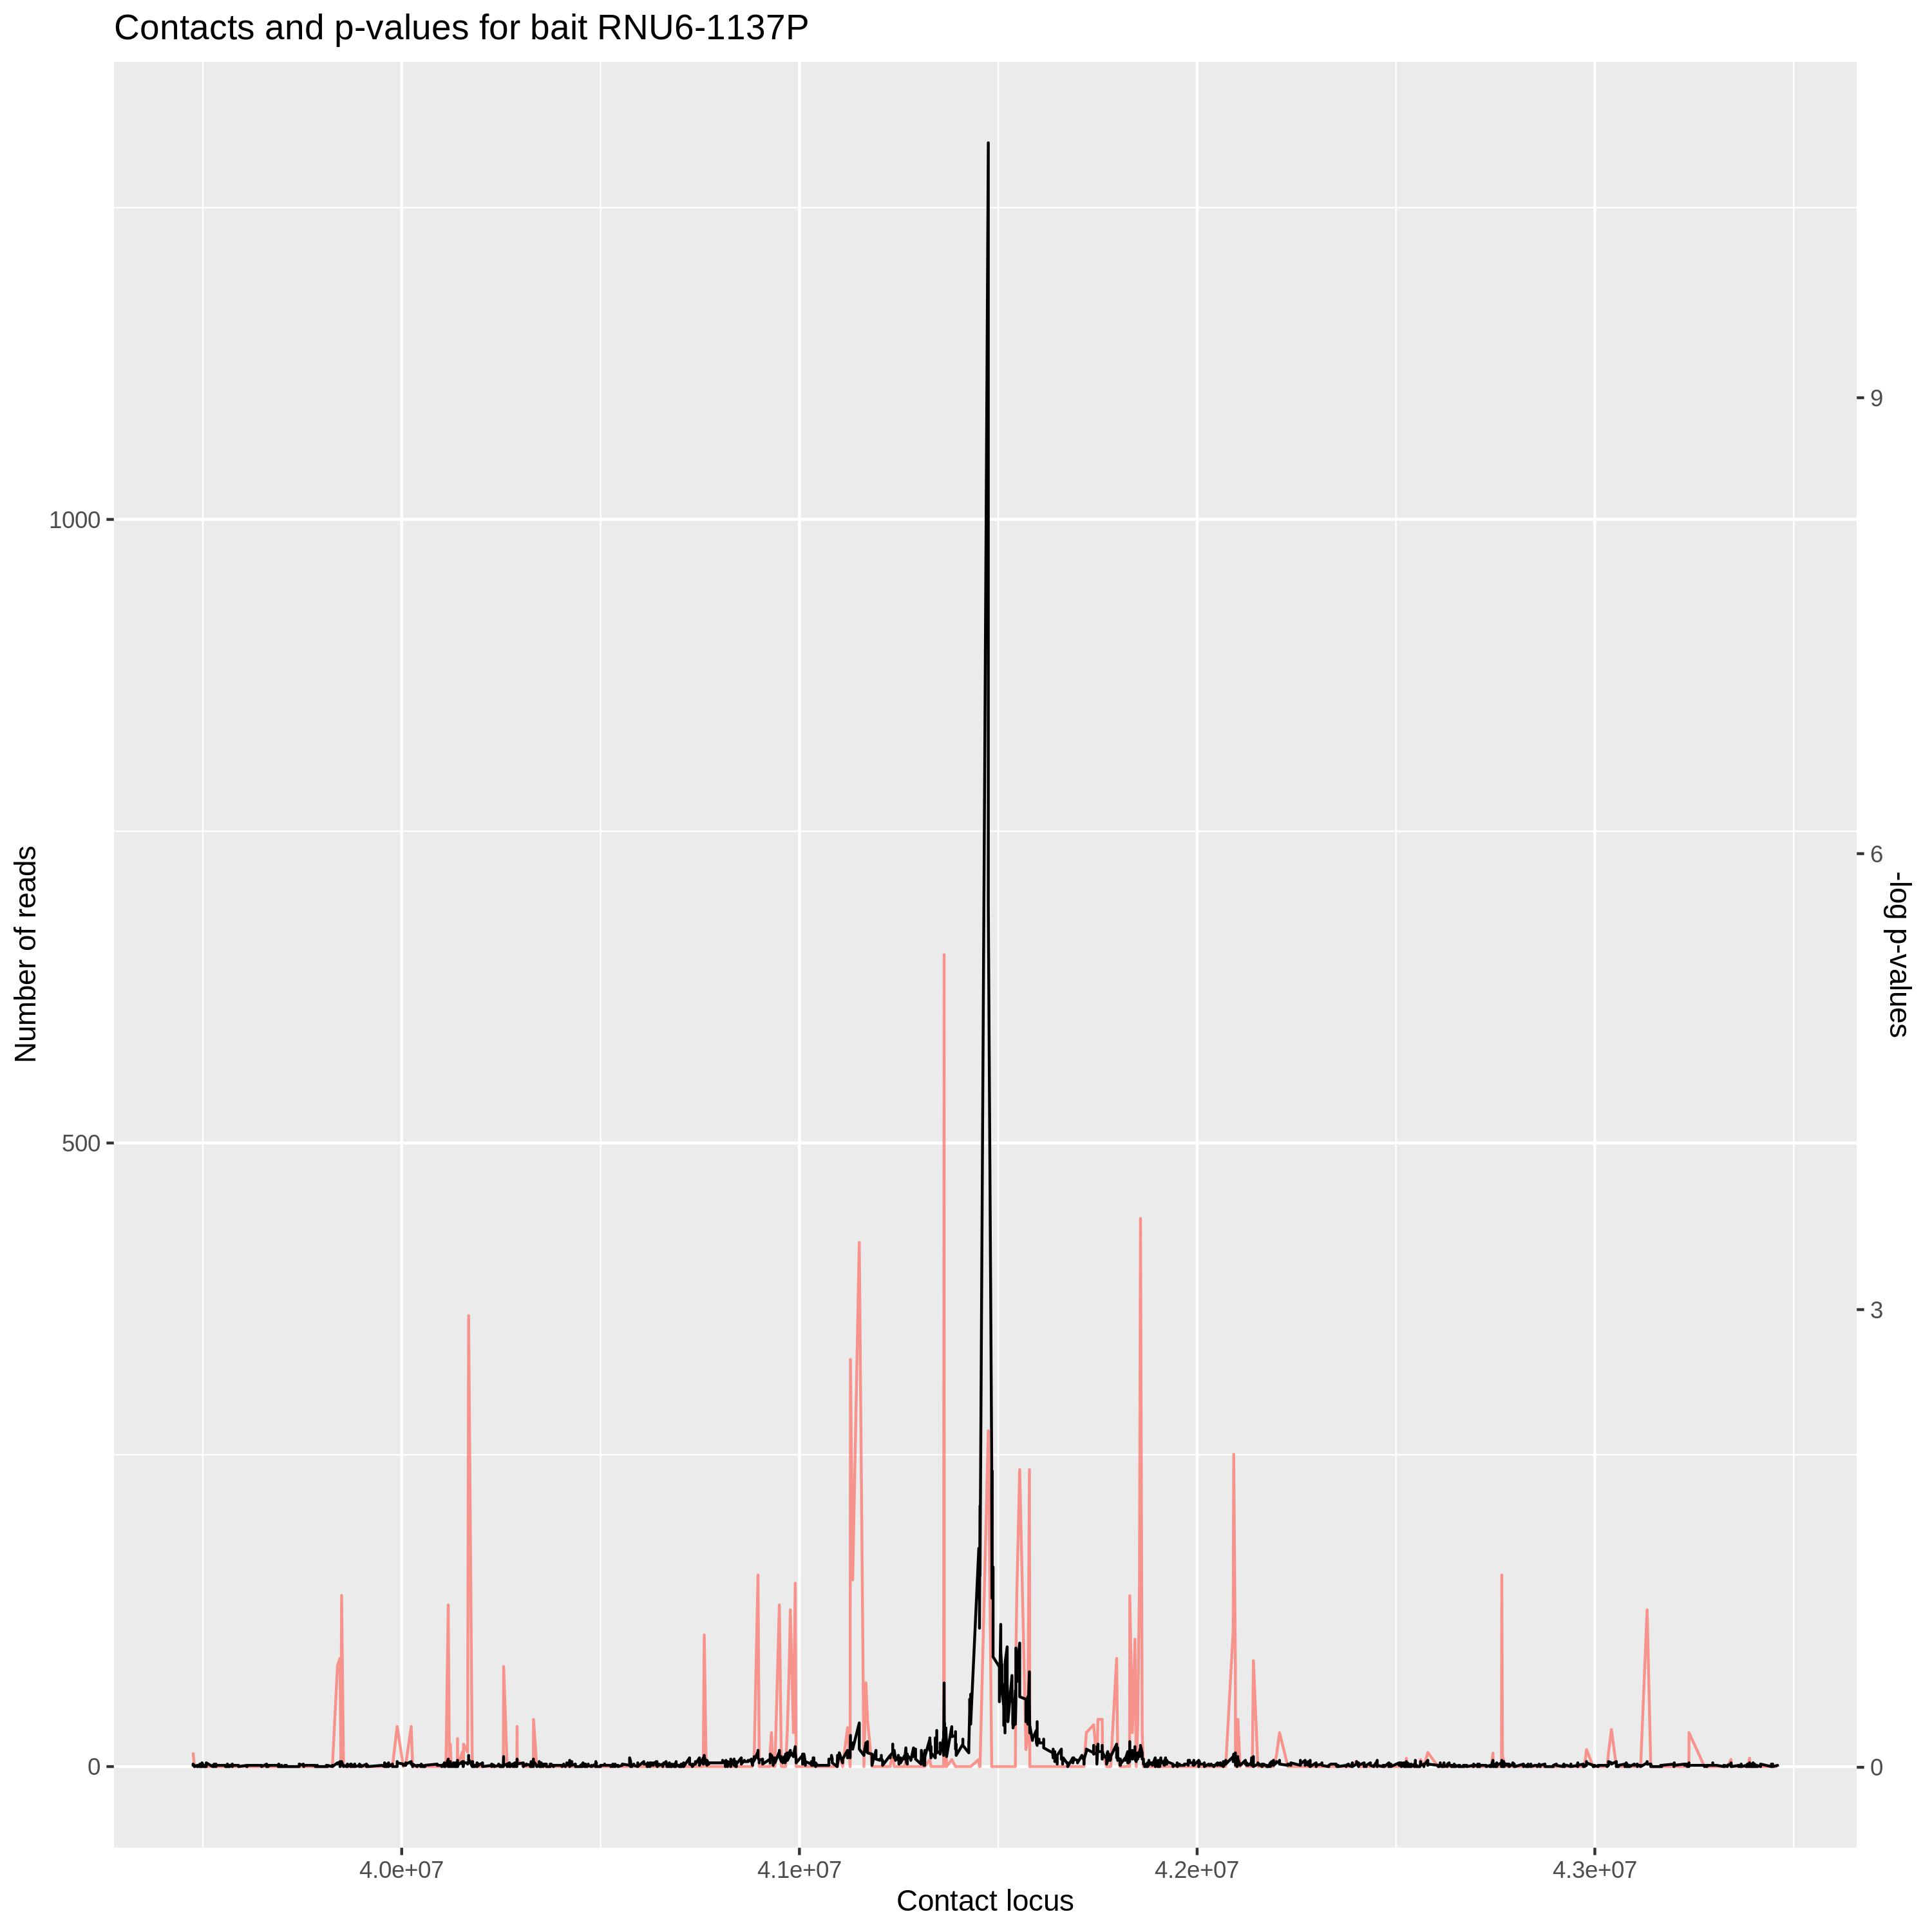 Contacts and p-values for bait RNU6-1137P
Number of reads
1000
500
0
9
6
3
0
-log p-values
4.0e+07
4.1e+07
4.2e+07
4.3e+07
Contact locus